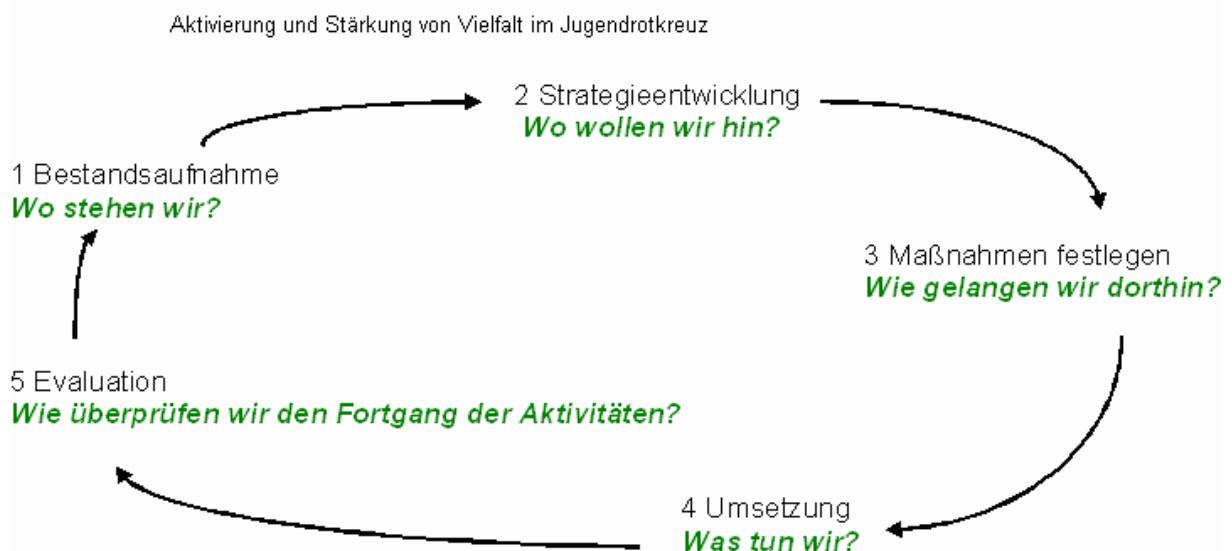 Aktivierung und Stärkung von Vielfalt im Jugendrotkreuz
1 Bestandsaufnahme
Wo stehen wir?
2 Strategieentwicklung
Wo wollen wir hin?
3 Maßnahmen festlegen
Wie gelangen wir dorthin?
4 Umsetzung
Was tun wir?
5 Evaluation
Wie überprüfen wir den Fortgang der Aktivitäten?